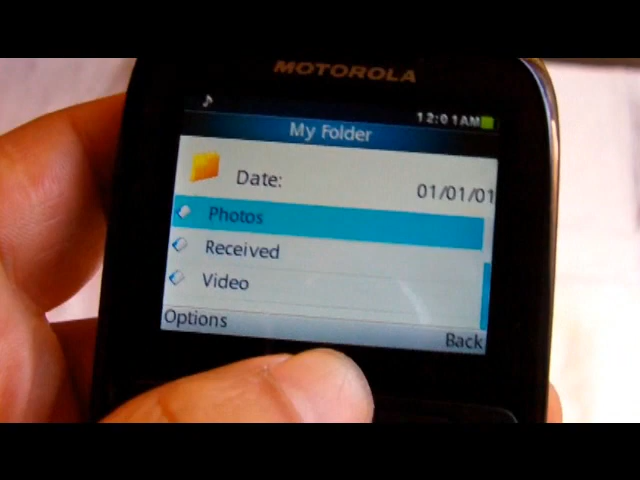 MOTOROLA
12:01AM
My Folder
Date:
01/01/01
Photos
Received
Video
Options Back